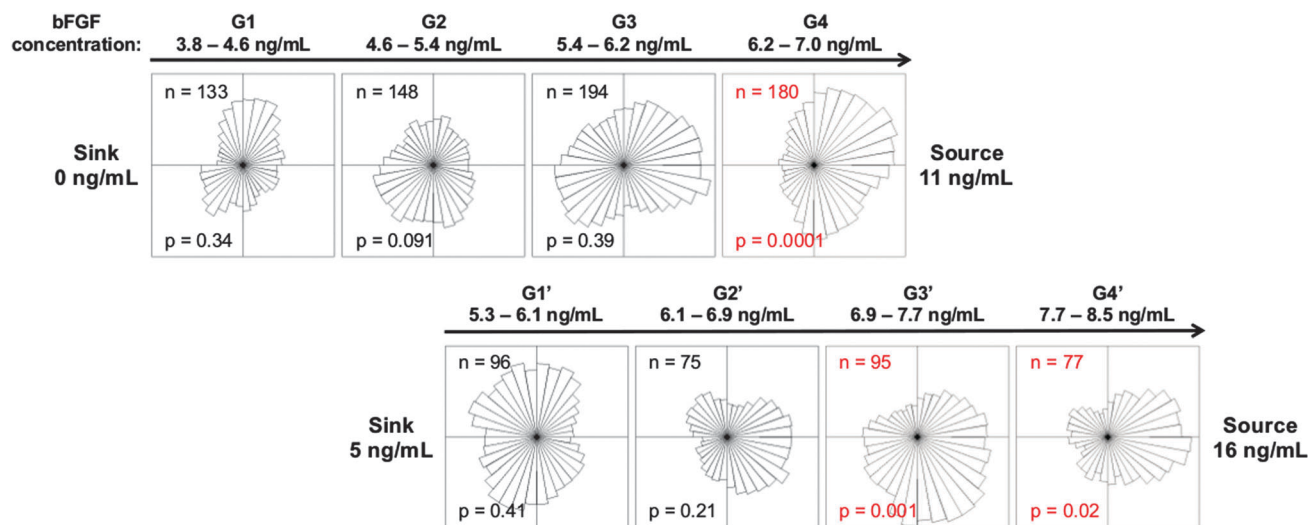 bFGF
concentration:
G1
3.8 – 4.6 ng/mL
G2
4.6 – 5.4 ng/mL
G3
5.4 – 6.2 ng/mL
G4
6.2 – 7.0 ng/mL
Sink
0 ng/mL
n = 133
p = 0.34
n = 148
p = 0.091
n = 194
p = 0.39
n = 180
p = 0.0001
Source
11 ng/mL
G1’
5.3 – 6.1 ng/mL
G2’
6.1 – 6.9 ng/mL
G3’
6.9 – 7.7 ng/mL
G4’
7.7 – 8.5 ng/mL
Sink
5 ng/mL
n = 96
p = 0.41
n = 75
p = 0.21
n = 95
p = 0.001
n = 77
p = 0.02
Source
16 ng/mL